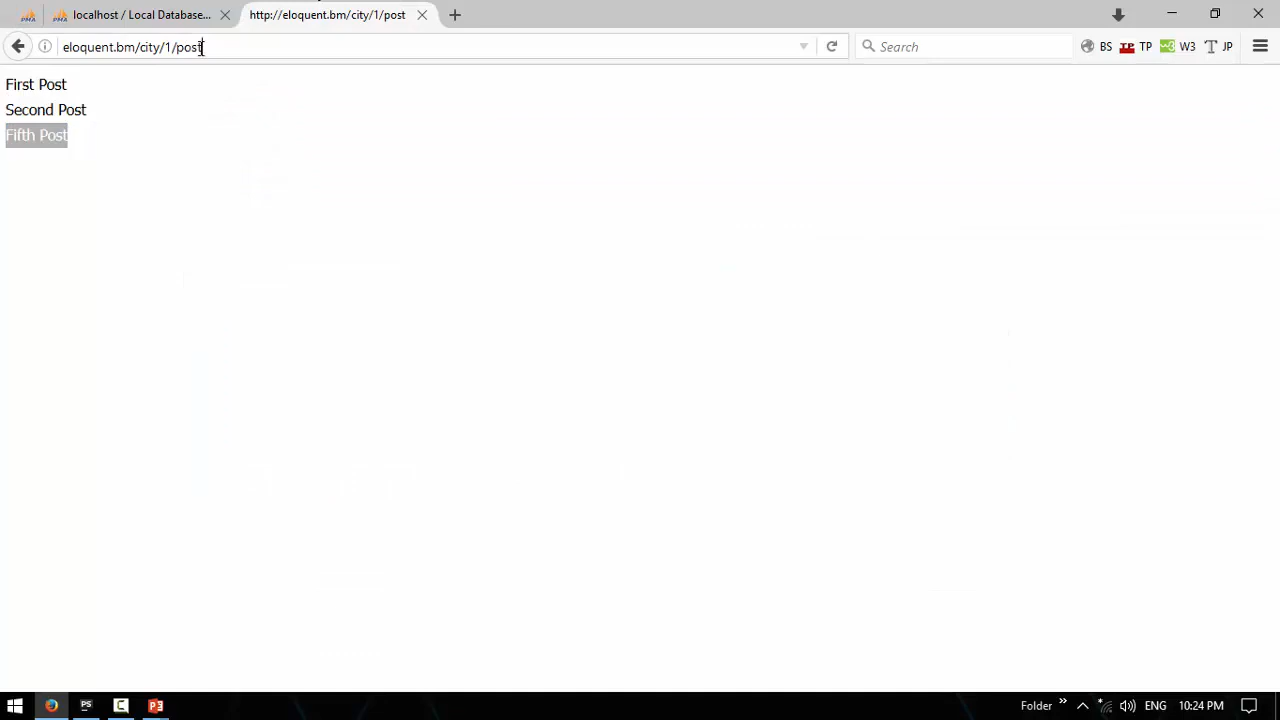 localhost / Local Database...
http://eloquent.bm/city/1/post
eloquent.bm/city/1/post
Search
BS
TP
W3
JP
First Post
Second Post
Fifth Post
Folder
ENG
10:24 PM